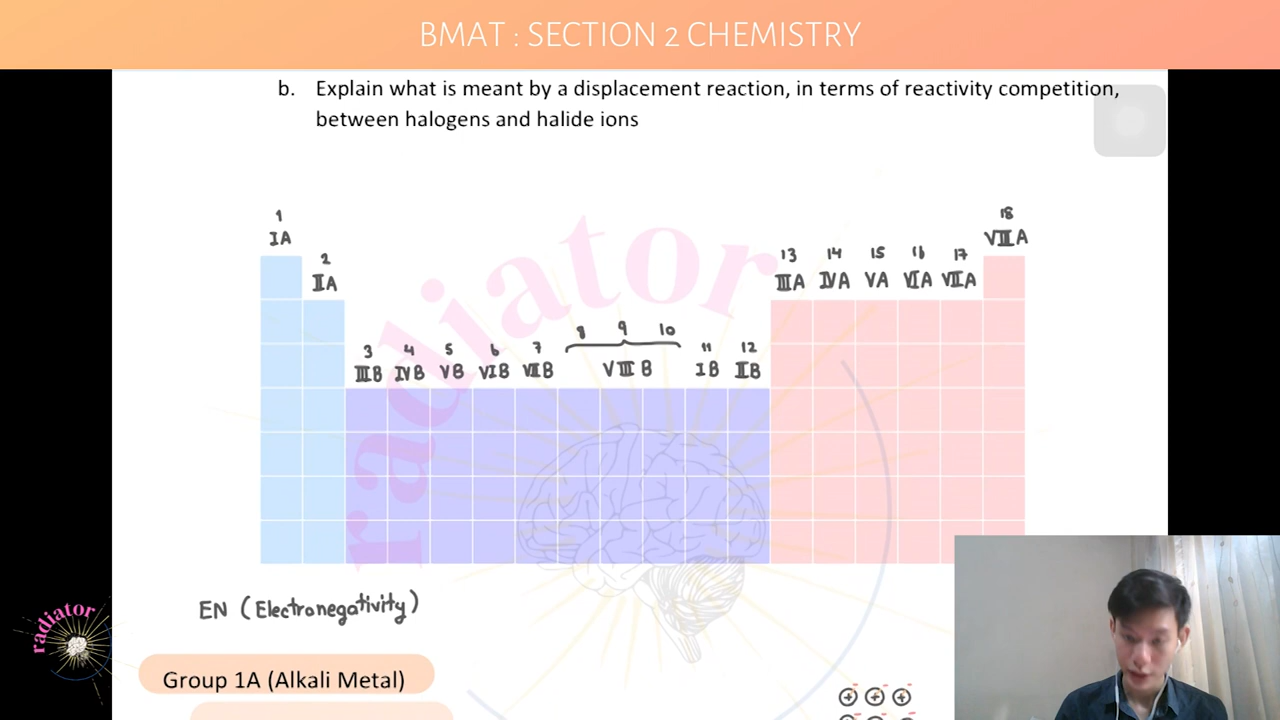 BMAT : SECTION 2 CHEMISTRY
b. Explain what is meant by a displacement reaction, in terms of reactivity competition,
between halogens and halide ions
1 18
IA VIIIA
2 13 14 15 16 17
IIA IIIA IVA VA VIA VIIA
8 9 10
3 4 5 6 7 11 12
IIIB IVB VB VIB VIIB VIIIB IB IIB
radiator
EN (Electronegativity)
radiator
Group 1A (Alkali Metal)